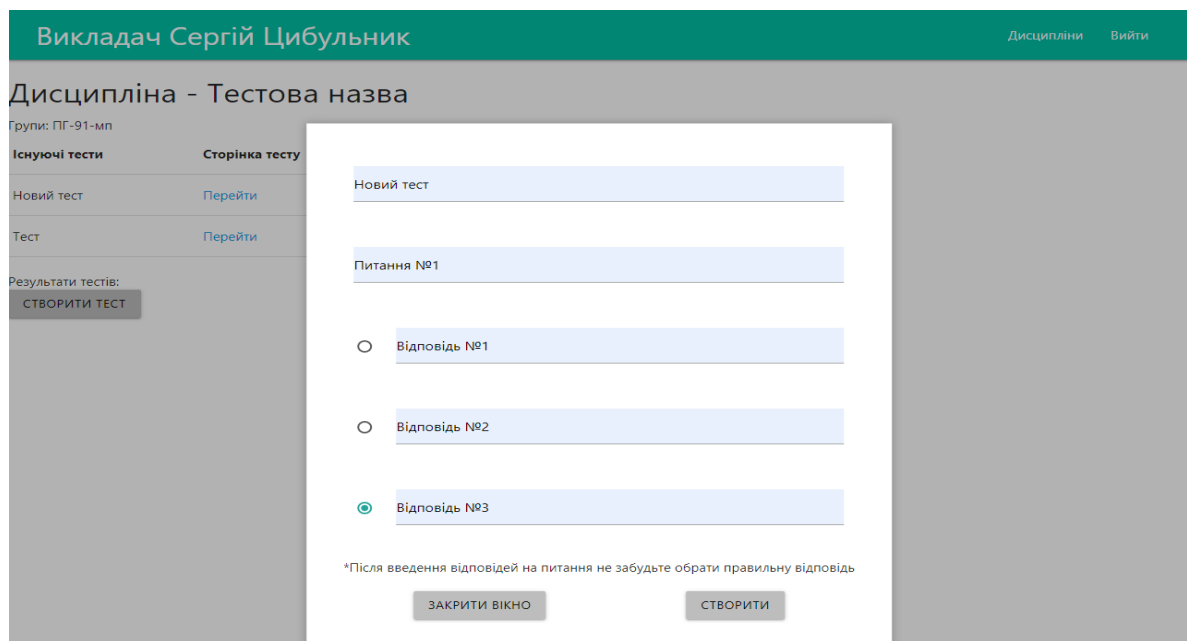 Викладач Сергій Цибульник
Дисципліни Вийти
Дисципліна - Тестова назва
Групи: ПГ-91-мп
Існуючі тести Сторінка тесту
Новий тест Перейти
Тест Перейти
Результати тестів:
СТВОРИТИ ТЕСТ
Новий тест
Питання №1
Відповідь №1
Відповідь №2
Відповідь №3
*Після введення відповідей на питання не забудьте обрати правильну відповідь
ЗАКРИТИ ВІКНО СТВОРИТИ